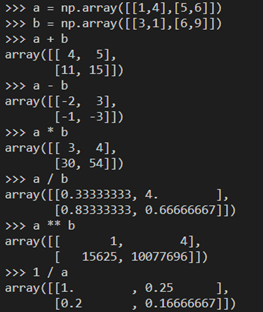 >>> a = np.array([[1,4],[5,6]])
>>> b = np.array([[3,1],[6,9]])
>>> a + b
array([[ 4,  5],
       [11, 15]])
>>> a - b
array([[-2,  3],
       [-1, -3]])
>>> a * b
array([[ 3,  4],
       [30, 54]])
>>> a / b
array([[0.33333333, 4.        ],
       [0.83333333, 0.66666667]])
>>> a ** b
array([[       1,        4],
       [   15625, 10077696]])
>>> 1 / a
array([[1.        , 0.25      ],
       [0.2       , 0.16666667]])